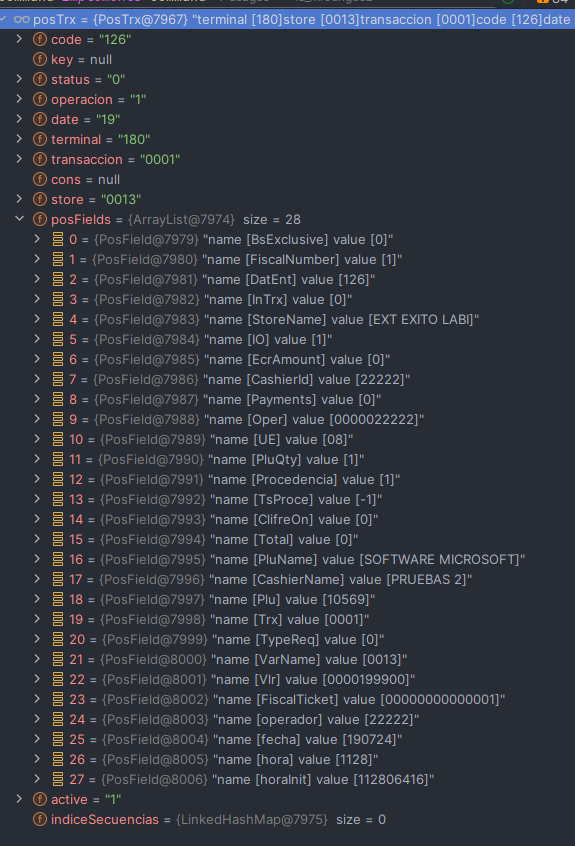 posTrx = {PosTrx@7967} "terminal [180]store [0013]transaccion [0001]code [126]date
code = "126"
key = null
status = "0"
operacion = "1"
date = "19"
terminal = "180"
transaccion = "0001"
cons = null
store = "0013"
posFields = {ArrayList@7974} size = 28
0 = {PosField@7979} "name [BsExclusive] value [0]"
1 = {PosField@7980} "name [FiscalNumber] value [1]"
2 = {PosField@7981} "name [DatEnt] value [126]"
3 = {PosField@7982} "name [InTrx] value [0]"
4 = {PosField@7983} "name [StoreName] value [EXT EXITO LABI]"
5 = {PosField@7984} "name [IO] value [1]"
6 = {PosField@7985} "name [EcrAmount] value [0]"
7 = {PosField@7986} "name [CashierId] value [22222]"
8 = {PosField@7987} "name [Payments] value [0]"
9 = {PosField@7988} "name [Oper] value [0000022222]"
10 = {PosField@7989} "name [UE] value [08]"
11 = {PosField@7990} "name [PluQty] value [1]"
12 = {PosField@7991} "name [Procedencia] value [1]"
13 = {PosField@7992} "name [TsProce] value [-1]"
14 = {PosField@7993} "name [ClifreOn] value [0]"
15 = {PosField@7994} "name [Total] value [0]"
16 = {PosField@7995} "name [PluName] value [SOFTWARE MICROSOFT]"
17 = {PosField@7996} "name [CashierName] value [PRUEBAS 2]"
18 = {PosField@7997} "name [Plu] value [10569]"
19 = {PosField@7998} "name [Trx] value [0001]"
20 = {PosField@7999} "name [TypeReq] value [0]"
21 = {PosField@8000} "name [VarName] value [0013]"
22 = {PosField@8001} "name [Vlr] value [0000199900]"
23 = {PosField@8002} "name [FiscalTicket] value [00000000000001]"
24 = {PosField@8003} "name [operador] value [22222]"
25 = {PosField@8004} "name [fecha] value [190724]"
26 = {PosField@8005} "name [hora] value [1128]"
27 = {PosField@8006} "name [horaInit] value [112806416]"
active = "1"
indiceSecuencias = {LinkedHashMap@7975} size = 0